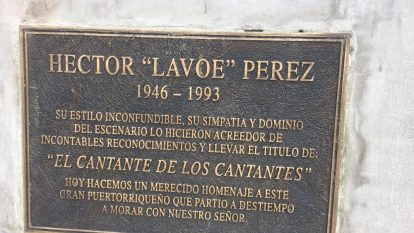 HECTOR "LAVOE" PEREZ
1946 – 1993
SU ESTILO INCONFUNDIBLE, SU SIMPATIA Y DOMINIO
DEL ESCENARIO LO HICIERON ACREEDOR DE
INCONTABLES RECONOCIMIENTOS Y LLEVAR EL TITULO DE:
"EL CANTANTE DE LOS CANTANTES"
HOY HACEMOS UN MERECIDO HOMENAJE A ESTE
GRAN PUERTORRIQUEÑO QUE PARTIO A DESTIEMPO
A MORAR CON NUESTRO SEÑOR.